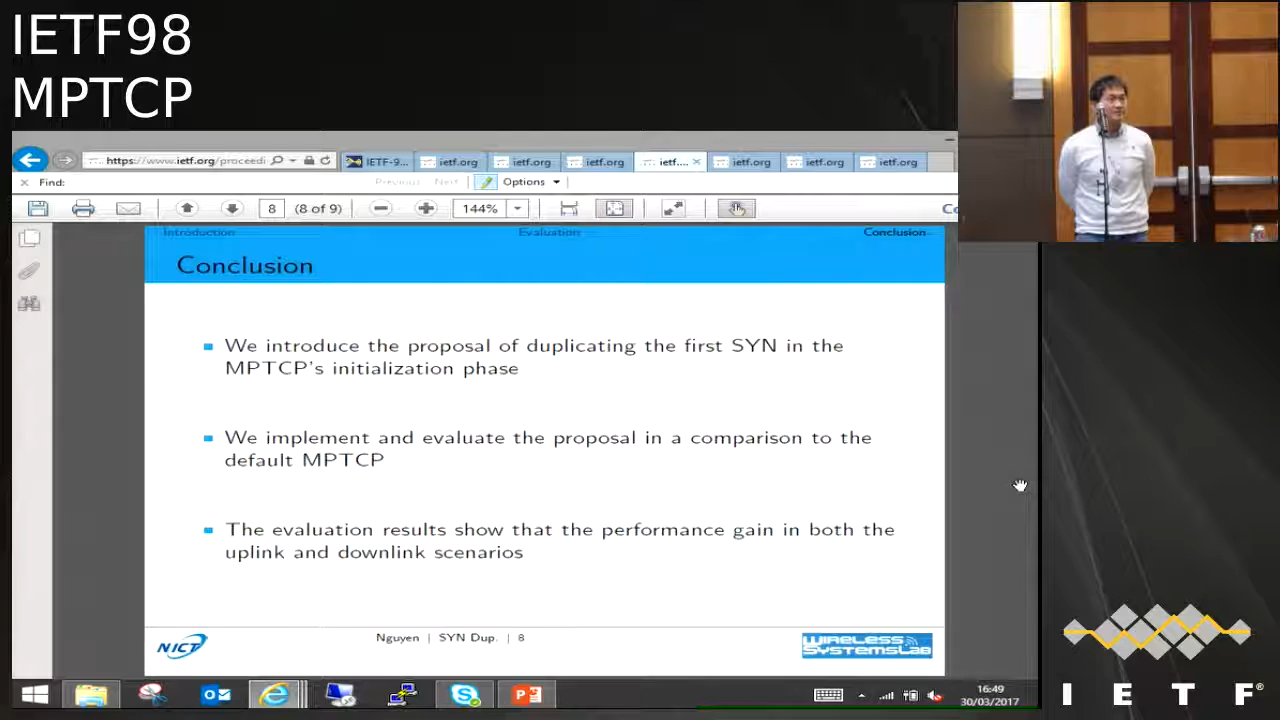 IETF98
MPTCP
https://www.ietf.org/proceedi
IETF-9...
ietf.org
ietf.org
ietf.org
ietf....
ietf.org
ietf.org
ietf.org
Find:
Previous
Next
Options
8
(8 of 9)
144%
Introduction
Evaluation
Conclusion
Conclusion
We introduce the proposal of duplicating the first SYN in the
MPTCP's initialization phase
We implement and evaluate the proposal in a comparison to the
default MPTCP
The evaluation results show that the performance gain in both the
uplink and downlink scenarios
NICT
Nguyen | SYN Dup. | 8
WIRELESS
SYSTEMSLAB
16:49
30/03/2017
I E T F®